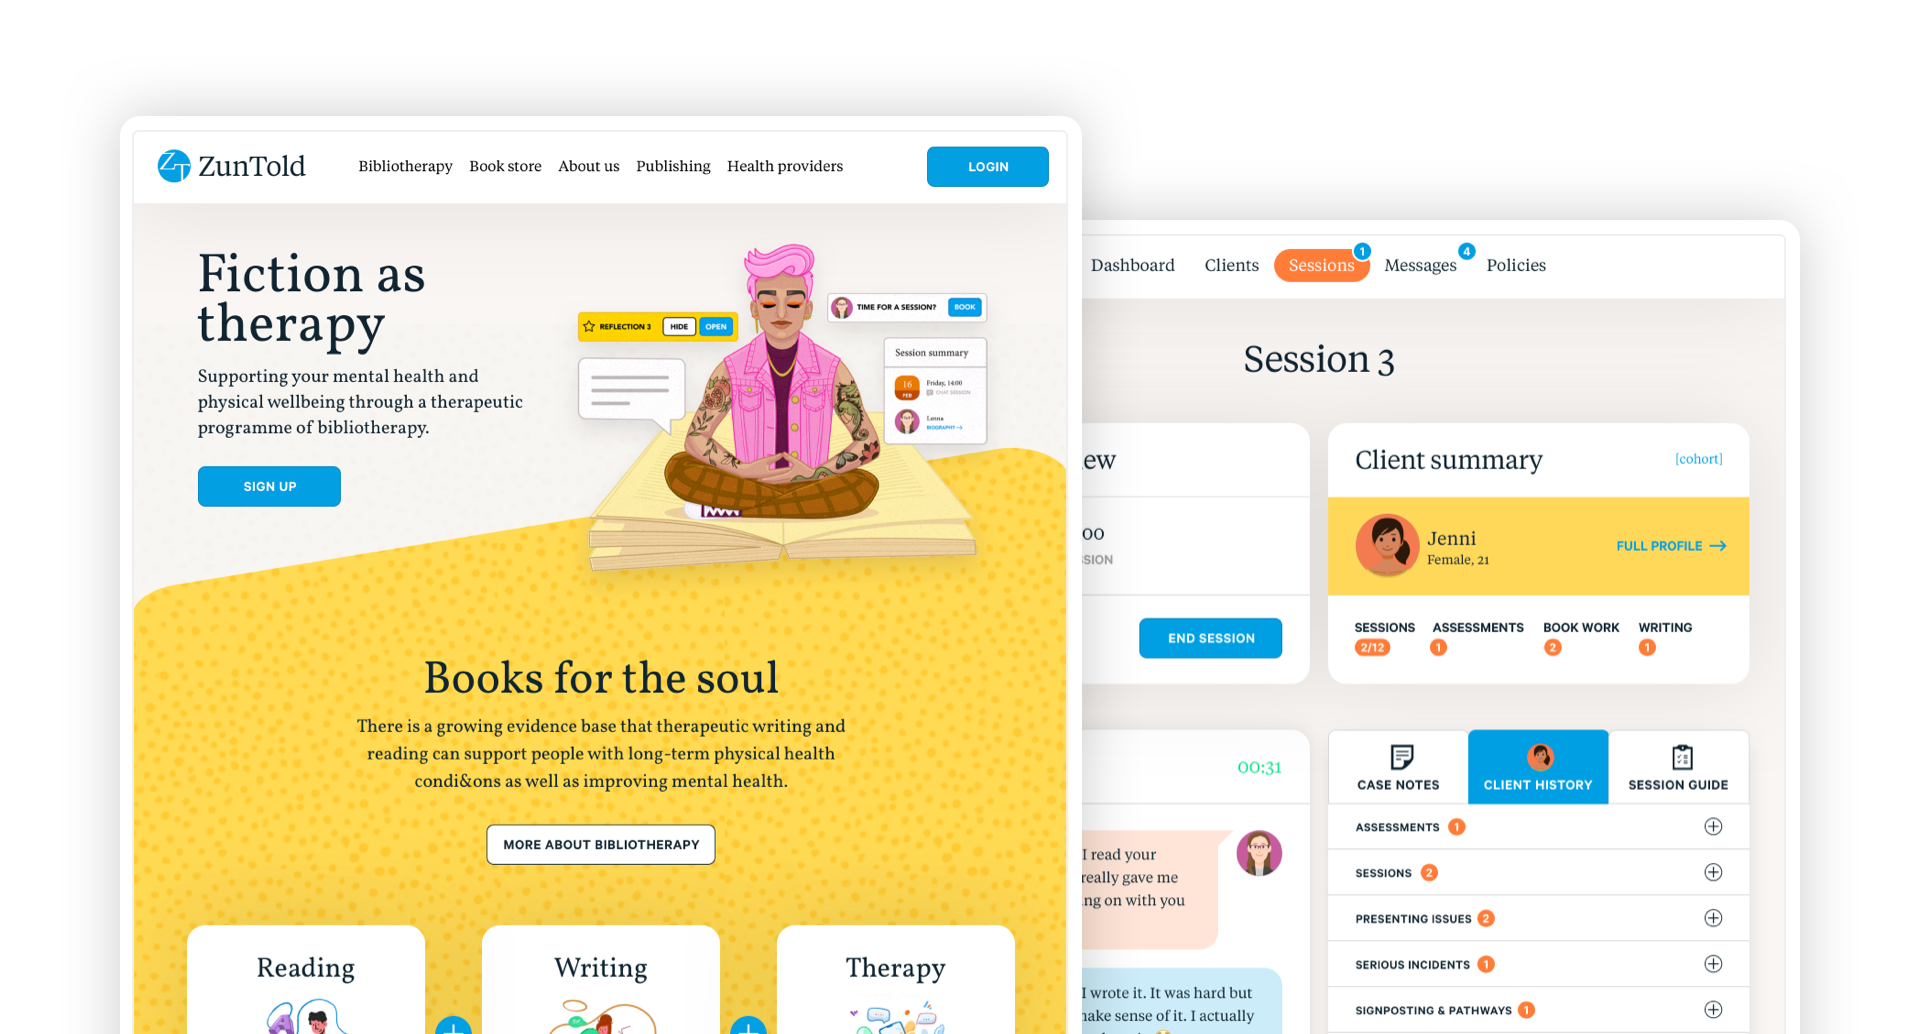 ZT ZunTold
Bibliotherapy Book store About us Publishing Health providers
LOGIN
Fiction as
therapy
Supporting your mental health and
physical wellbeing through a therapeutic
programme of bibliotherapy.
SIGN UP
REFLECTION 3 HIDE OPEN
TIME FOR A SESSION? BOOK
Session summary
16
FEB
Friday, 14:00
CHAT SESSION
Lenna
BIOGRAPHY
Books for the soul
There is a growing evidence base that therapeutic writing and
reading can support people with long-term physical health
condi&ons as well as improving mental health.
MORE ABOUT BIBLIOTHERAPY
Reading
Writing
Therapy
Dashboard Clients Sessions 1 Messages 4 Policies
Session 3
ew
00
SION
END SESSION
Client summary
[cohort]
Jenni
Female, 21
FULL PROFILE
SESSIONS ASSESSMENTS BOOK WORK WRITING
2/12 1 2 1
00:31
I read your
really gave me
ng on with you
I wrote it. It was hard but
make sense of it. I actually
CASE NOTES
CLIENT HISTORY
SESSION GUIDE
ASSESSMENTS 1
SESSIONS 2
PRESENTING ISSUES 2
SERIOUS INCIDENTS 1
SIGNPOSTING & PATHWAYS 1